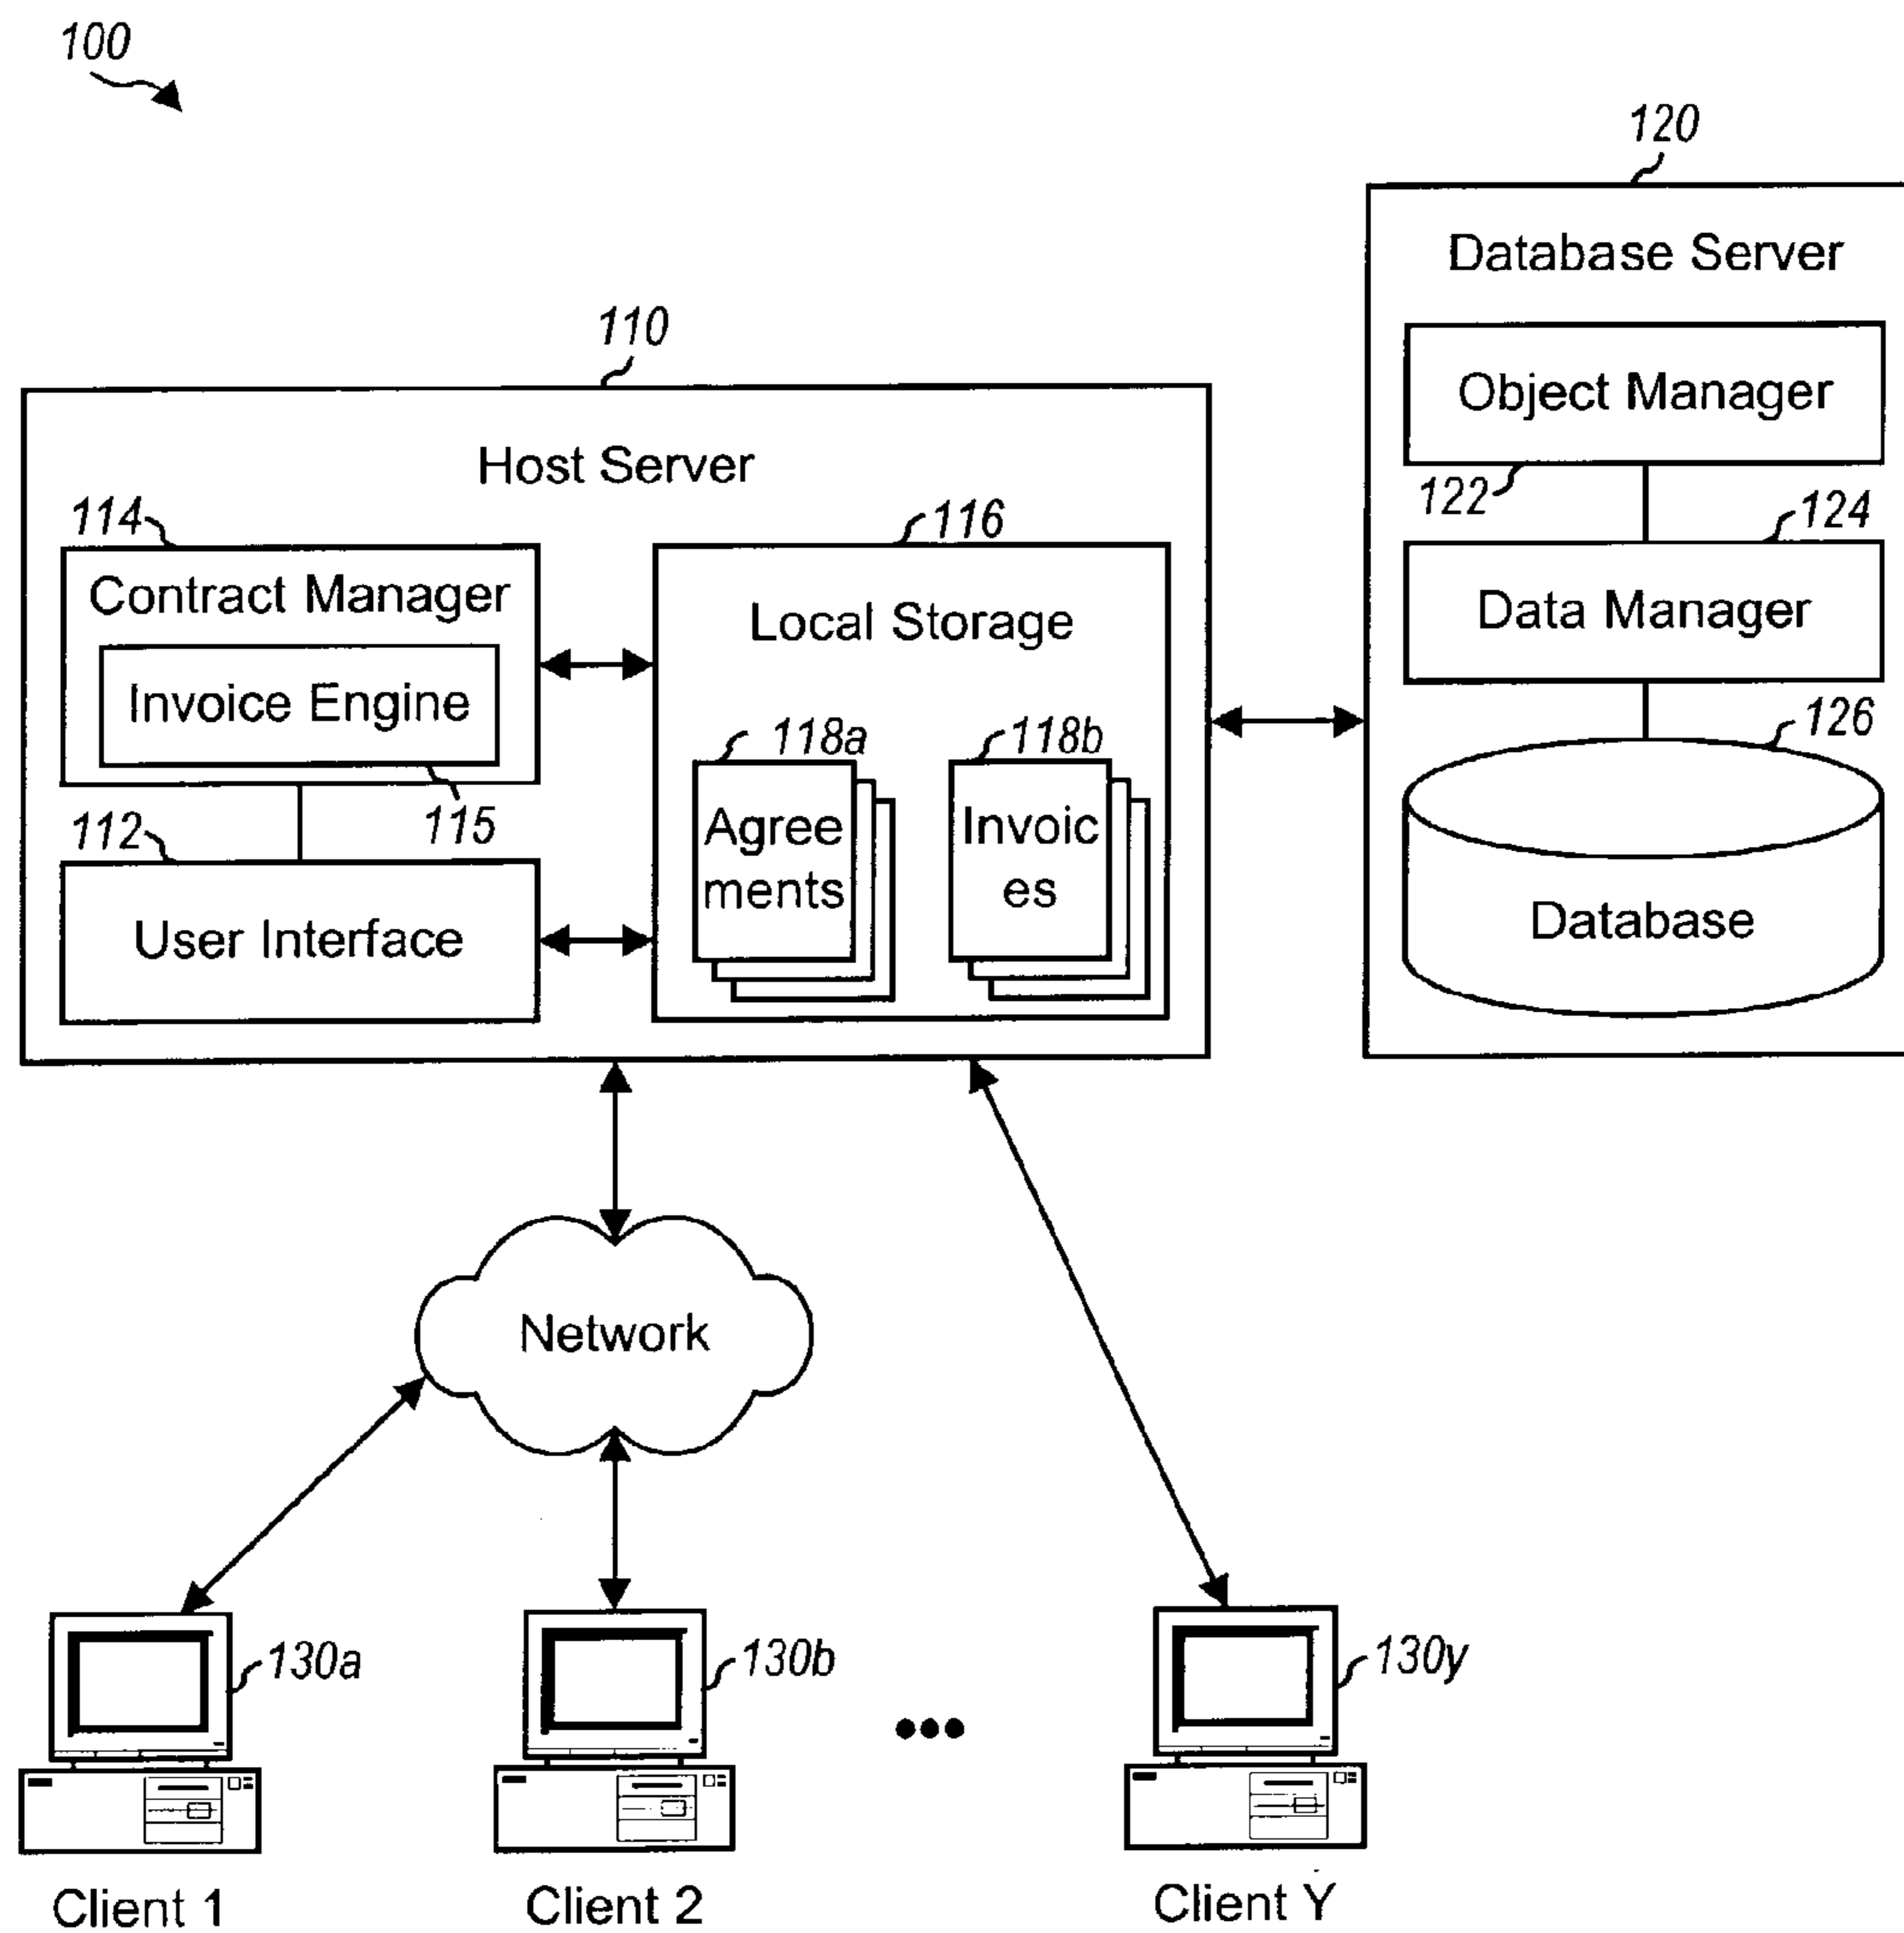 100
120
Database Server
110
Object Manager
Host Server
122
124
114
116
Contract Manager
Local Storage
Data Manager
Invoice Engine
118a
118b
126
112
115
Agree
ments
Invoic
es
User Interface
Database
Network
130a
130b
130y
Client 1
Client 2
Client Y